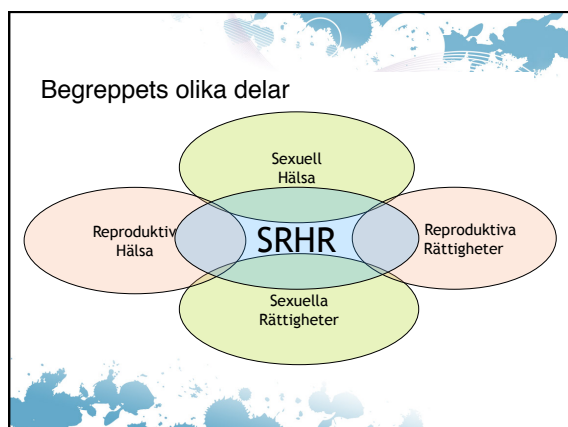 Begreppets olika delar
Sexuell
Hälsa
Reproduktiv
Hälsa
SRHR
Reproduktiva
Rättigheter
Sexuella
Rättigheter